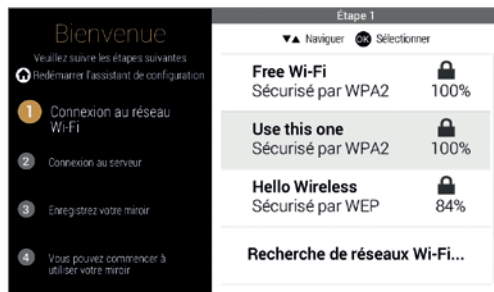 Bienvenue
Veuillez suivre les étapes suivantes
Redémarrer l'assistant de configuration
1 Connexion au réseau
Wi-Fi
2 Connexion au serveur
3 Enregistrez votre miroir
4 Vous pouvez commencer à
utiliser votre miroir
Étape 1
▼▲ Naviguer OK Sélectionner
Free Wi-Fi
Sécurisé par WPA2 100%
Use this one
Sécurisé par WPA2 100%
Hello Wireless
Sécurisé par WEP 84%
Recherche de réseaux Wi-Fi...